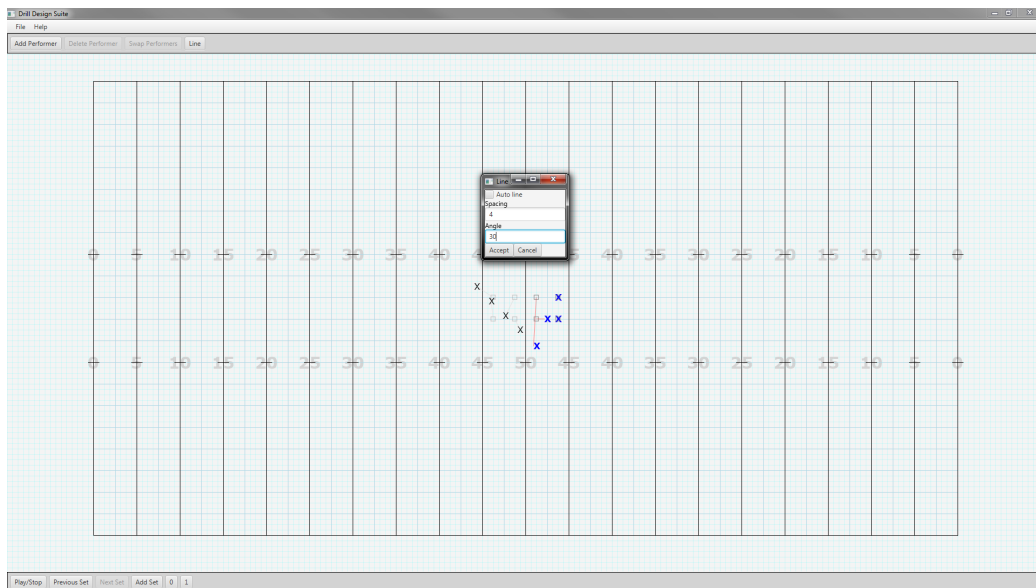 Drill Design Suite
File Help
Add Performer Delete Performer Swap Performers Line
Line
Auto line
Spacing
4
Angle
30
Accept Cancel
0 5 10 15 20 25 30 35 40 45 40 35 30 25 20 15 10 5 0
X
X X
X
X X X
X
X
0 5 10 15 20 25 30 35 40 45 50 45 40 35 30 25 20 15 10 5 0
Play/Stop Previous Set Next Set Add Set 0 1